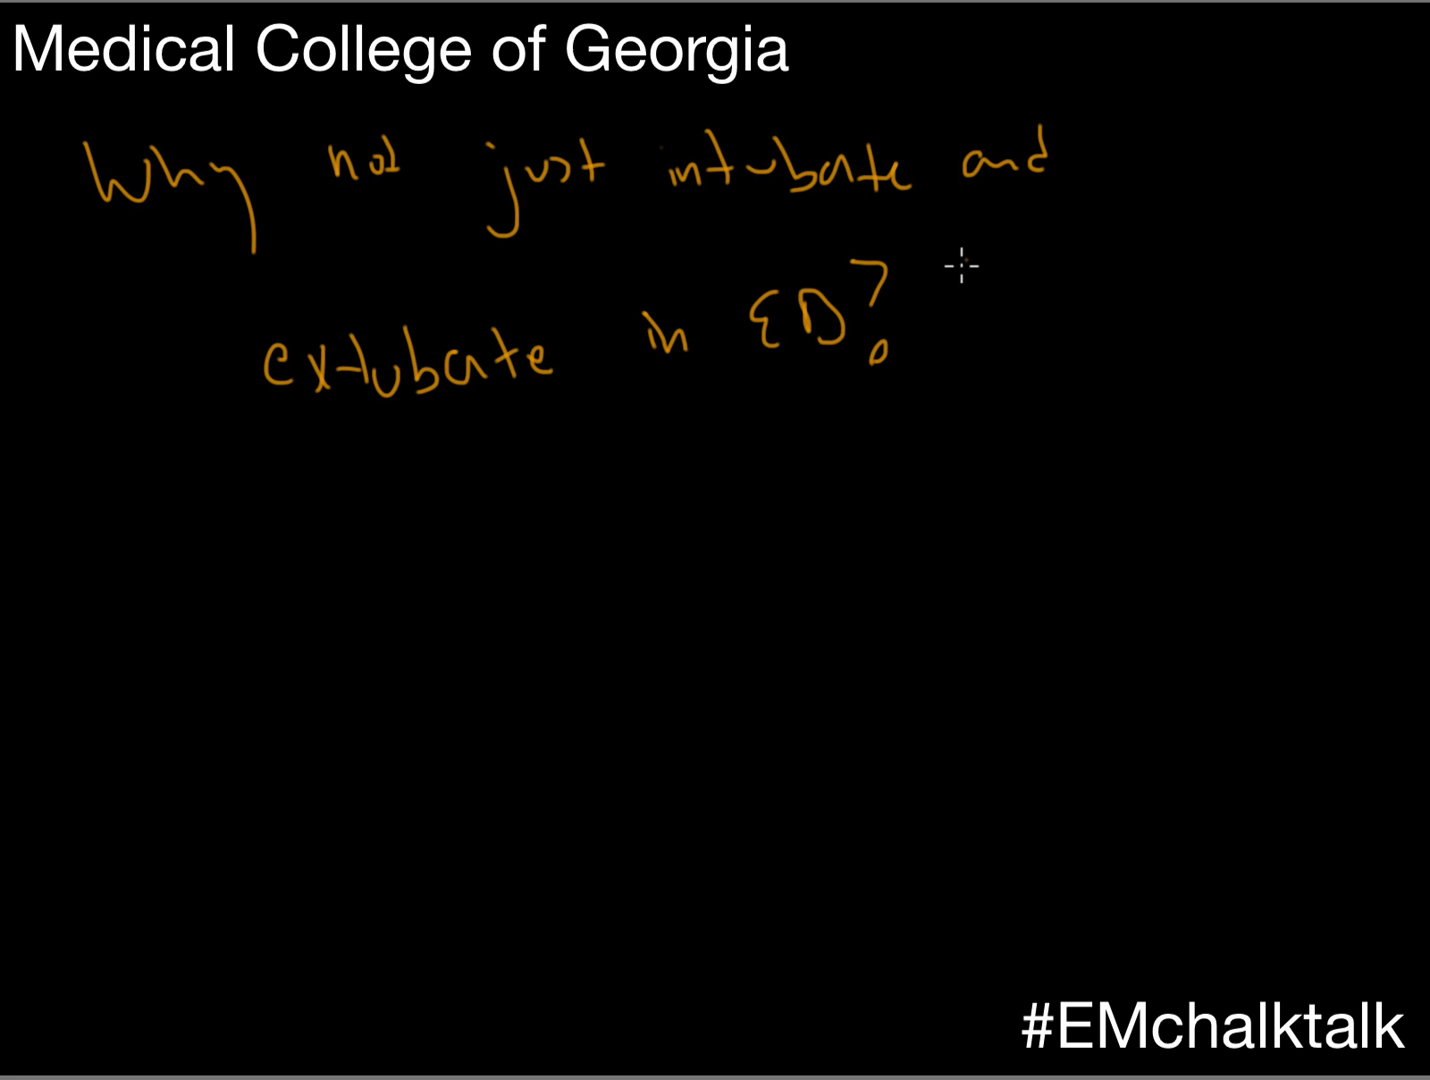 Medical College of Georgia
Why not just intubate and
extubate in ED?
#EMchalktalk